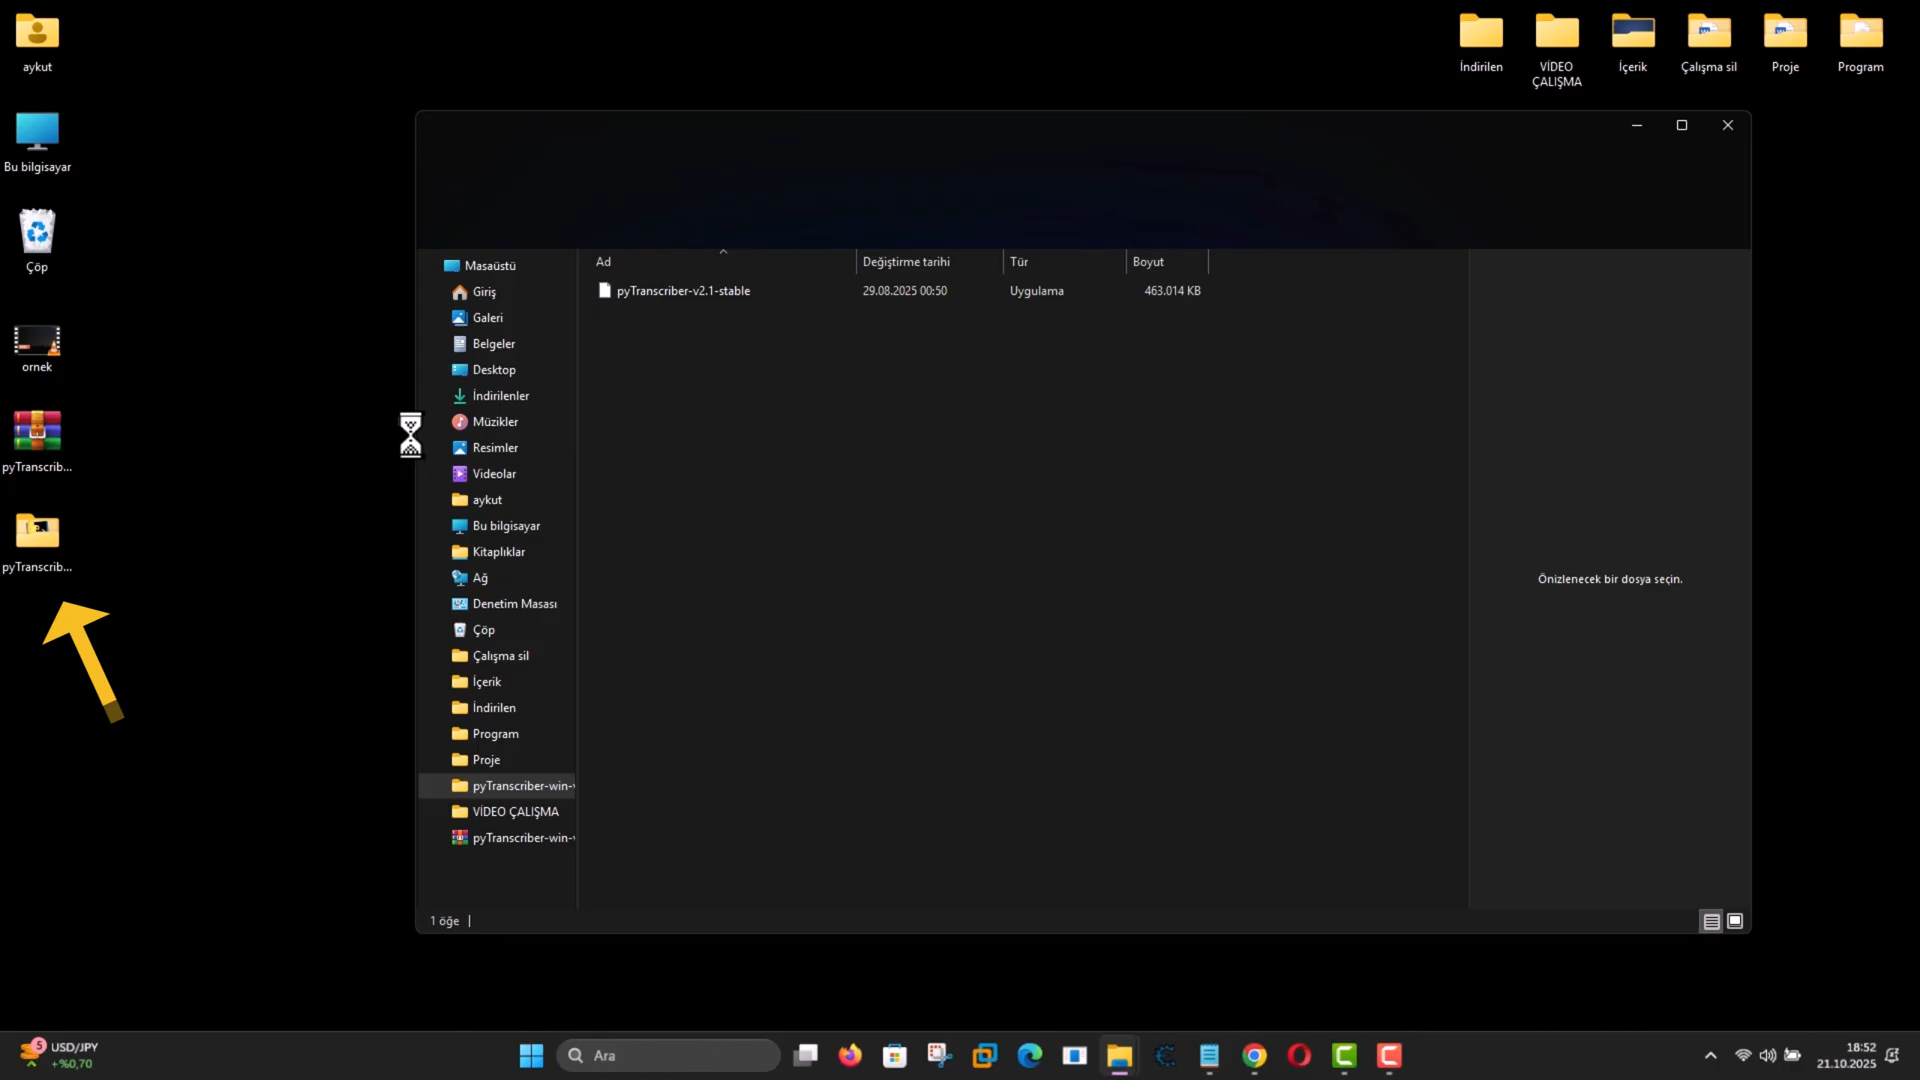 aykut
Bu bilgisayar
Çöp
ornek
pyTranscrib...
pyTranscrib...
İndirilen
VİDEO
ÇALIŞMA
İçerik
Çalışma sil
Proje
Program
Masaüstü
Giriş
Galeri
Belgeler
Desktop
İndirilenler
Müzikler
Resimler
Videolar
aykut
Bu bilgisayar
Kitaplıklar
Ağ
Denetim Masası
Çöp
Çalışma sil
İçerik
İndirilen
Program
Proje
pyTranscriber-win-v
VİDEO ÇALIŞMA
pyTranscriber-win-v
Ad Değiştirme tarihi Tür Boyut
pyTranscriber-v2.1-stable 29.08.2025 00:50 Uygulama 463.014 KB
Önizlenecek bir dosya seçin.
1 öğe
5
USD/JPY
+%0,70
Ara
18:52
21.10.2025